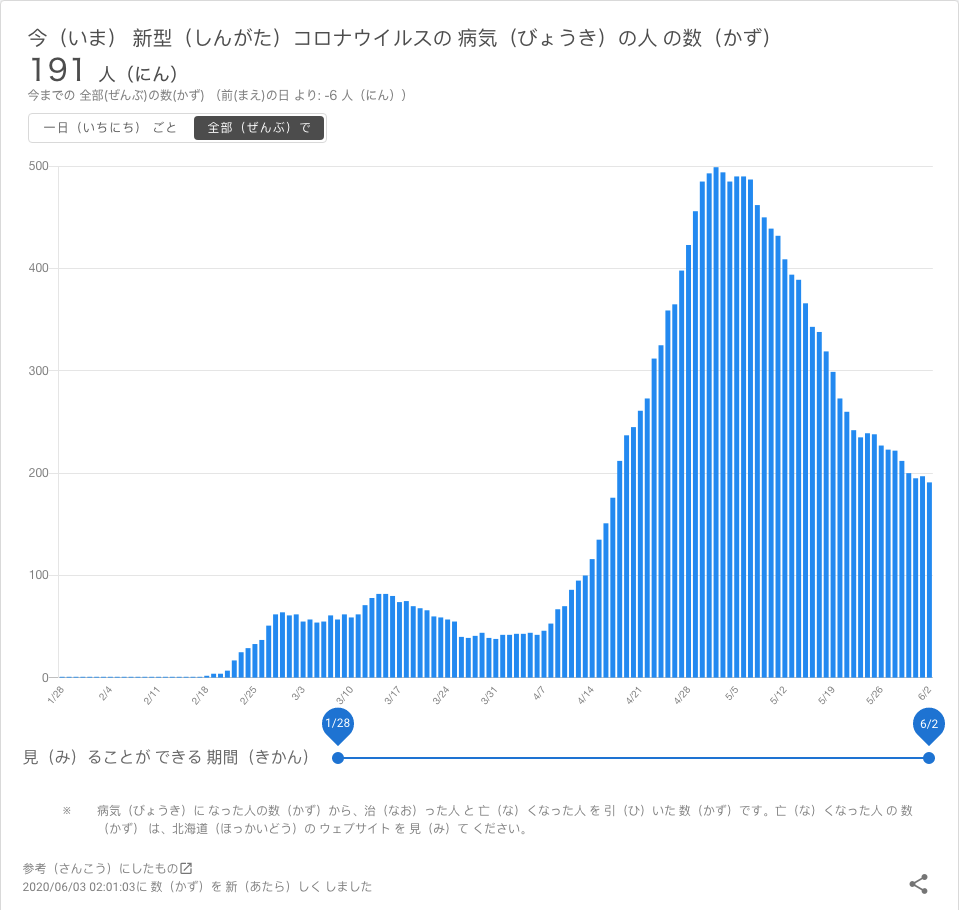 今（いま） 新型（しんがた）コロナウイルスの 病気（びょうき）の人 の数（かず）
191 人（にん）
今までの 全部(ぜんぶ)の数(かず) （前(まえ)の日 より: -6 人（にん））
一日（いちにち） ごと 全部（ぜんぶ）で
500
400
300
200
100
0
1/28 2/4 2/11 2/18 2/25 3/3 3/10 3/17 3/24 3/31 4/7 4/14 4/21 4/28 5/5 5/12 5/19 5/26 6/2
1/28 6/2
見（み）ることが できる 期間（きかん）
※ 病気（びょうき）に なった人の数（かず）から、治（なお）った人 と 亡（な）くなった人 を 引（ひ）いた 数（かず）です。亡（な）くなった人 の 数
（かず） は、北海道（ほっかいどう）の ウェブサイト を 見（み）て ください。
参考（さんこう）にしたもの
2020/06/03 02:01:03に 数（かず）を 新（あたら）しく しました